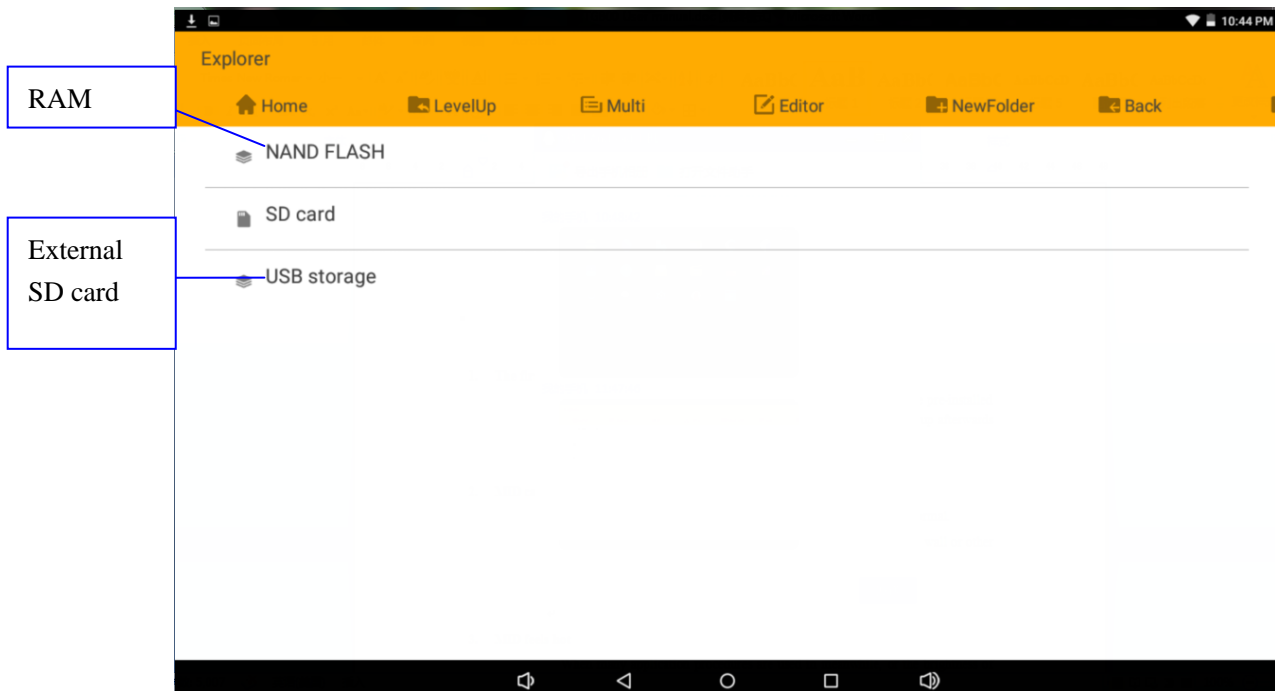 10:44 PM
Explorer
RAM
Home LevelUp Multi Editor NewFolder Back
NAND FLASH
SD card
External
SD card
USB storage